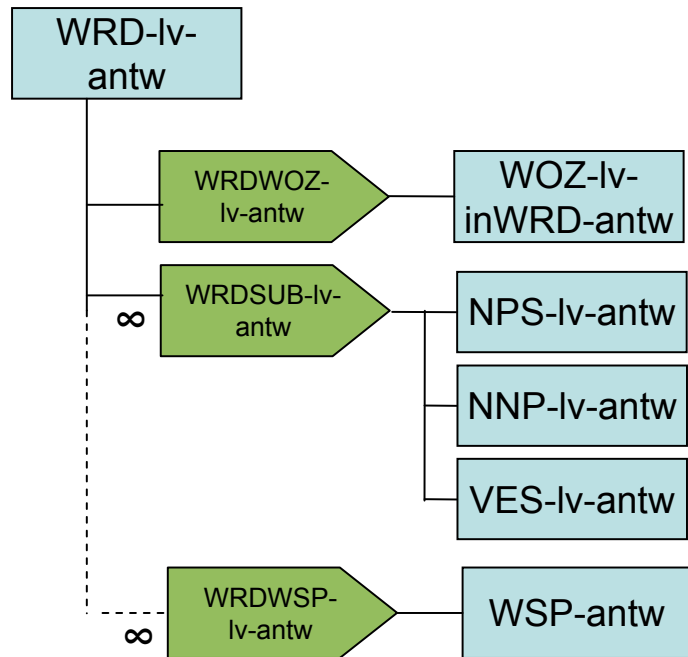 WRD-lv-
antw
WRDWOZ-
lv-antw
WOZ-lv-
inWRD-antw
∞
WRDSUB-lv-
antw
NPS-lv-antw
NNP-lv-antw
VES-lv-antw
∞
WRDWSP-
lv-antw
WSP-antw